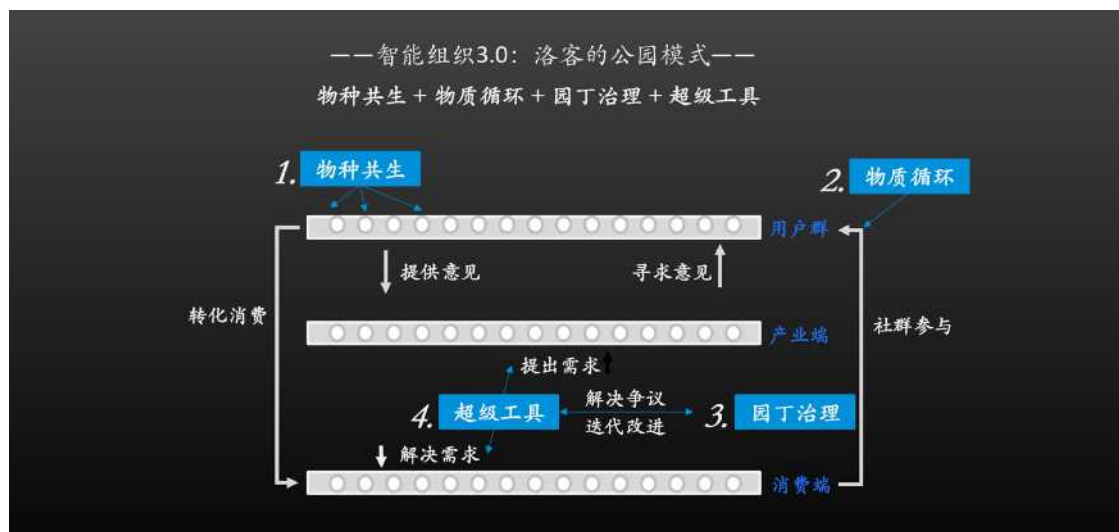 ——智能组织3.0：洛客的公园模式——
物种共生 + 物质循环 + 园丁治理 + 超级工具
1. 物种共生
2. 物质循环
用户群
提供意见
寻求意见
转化消费
产业端
社群参与
提出需求
4. 超级工具
解决争议
迭代改进
3. 园丁治理
解决需求
消费端